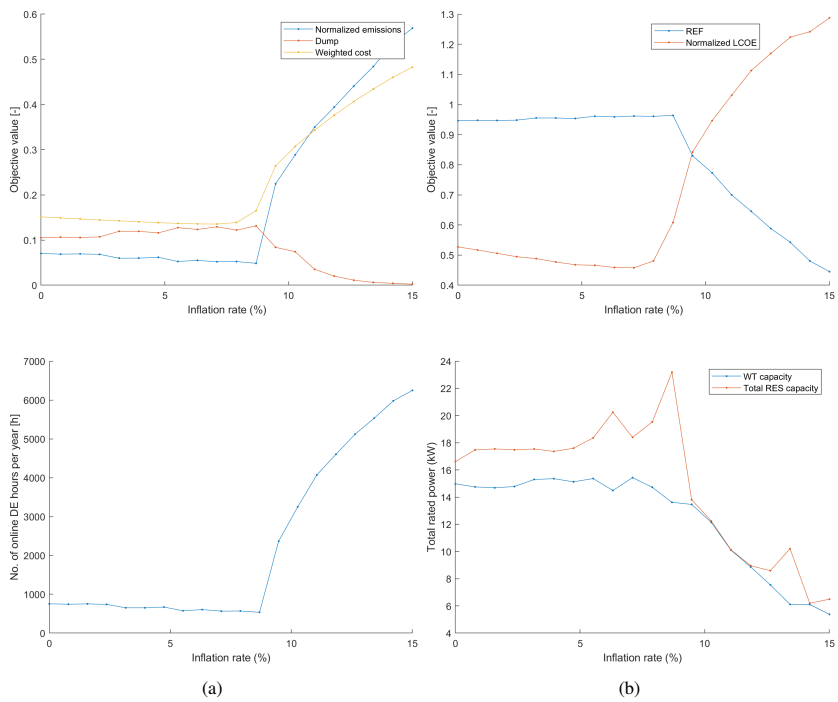 0.6
0.5
0.4
0.3
0.2
0.1
0
0 5 10 15
Objective value [-]
Inflation rate (%)
Normalized emissions
Dump
Weighted cost
1.3
1.2
1.1
1
0.9
0.8
0.7
0.6
0.5
0.4
0 5 10 15
Objective value [-]
Inflation rate (%)
REF
Normalized LCOE
7000
6000
5000
4000
3000
2000
1000
0
0 5 10 15
No. of online DE hours per year [h]
Inflation rate (%)
24
22
20
18
16
14
12
10
8
6
4
0 5 10 15
Total rated power (kW)
Inflation rate (%)
WT capacity
Total RES capacity
(a)
(b)